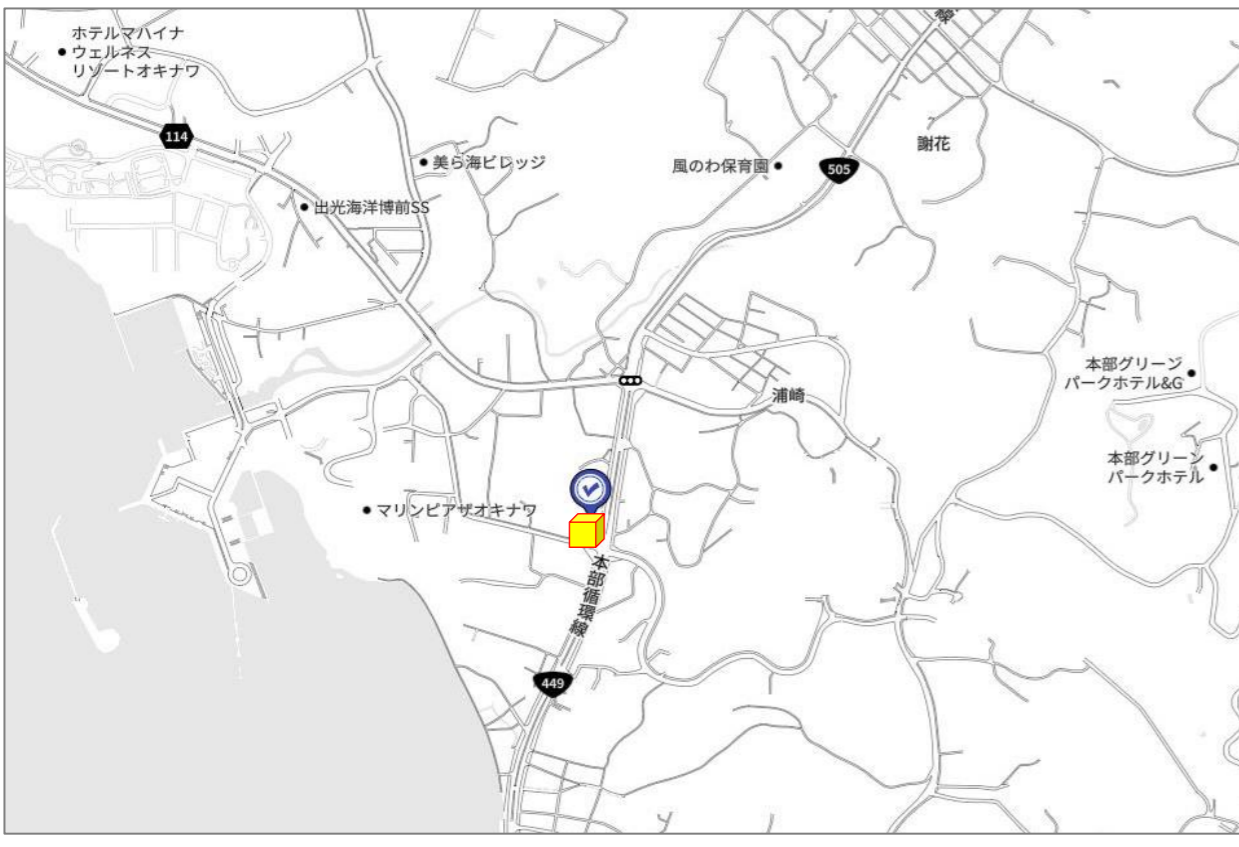 ホテルマハイナ
ウェルネス
リゾートオキナワ
114
美ら海ビレッジ
風のわ保育園
505
謝花
出光海洋博前SS
本部グリーン
パークホテル&G
浦崎
本部グリーン
パークホテル
マリンピアザオキナワ
本部循環線
449